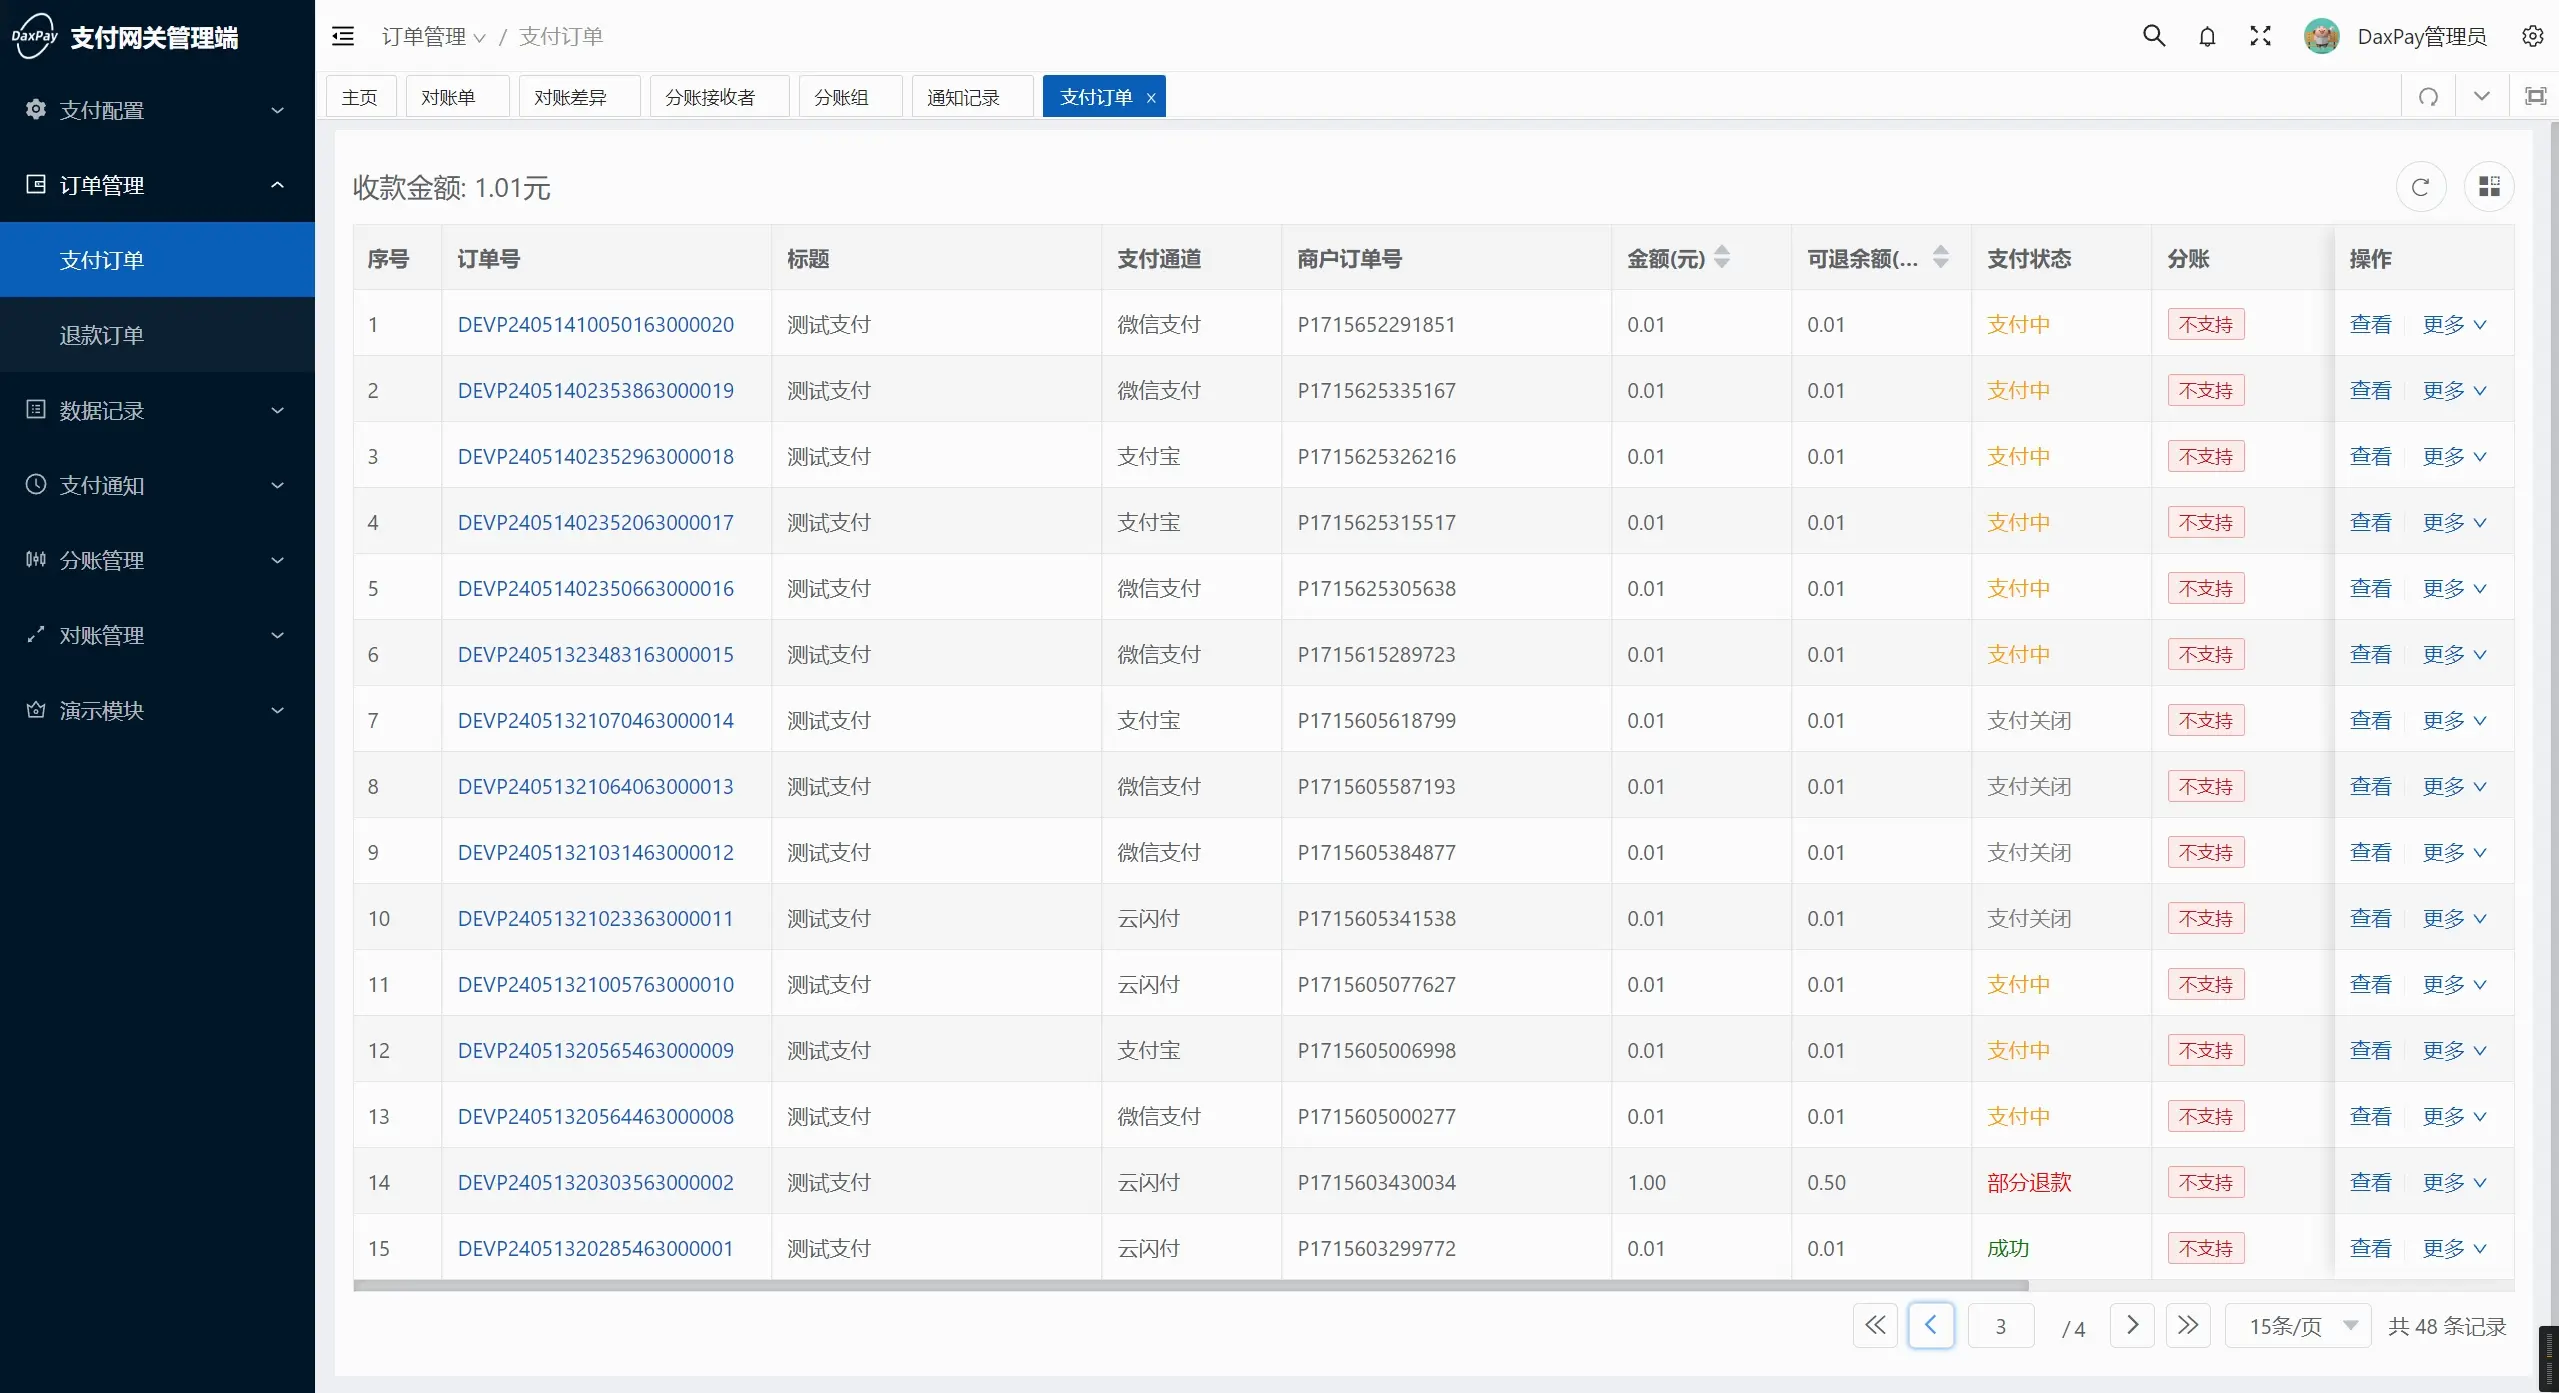 DaxPay 支付网关管理端
支付配置
订单管理
支付订单
退款订单
数据记录
支付通知
分账管理
对账管理
演示模块
订单管理 / 支付订单
DaxPay管理员
主页 对账单 对账差异 分账接收者 分账组 通知记录 支付订单 ×
收款金额: 1.01元
序号 订单号 标题 支付通道 商户订单号 金额(元) 可退余额(... 支付状态 分账 操作
1 DEVP24051410050163000020 测试支付 微信支付 P1715652291851 0.01 0.01 支付中 不支持 查看 更多
2 DEVP24051402353863000019 测试支付 微信支付 P1715625335167 0.01 0.01 支付中 不支持 查看 更多
3 DEVP24051402352963000018 测试支付 支付宝 P1715625326216 0.01 0.01 支付中 不支持 查看 更多
4 DEVP24051402352063000017 测试支付 支付宝 P1715625315517 0.01 0.01 支付中 不支持 查看 更多
5 DEVP24051402350663000016 测试支付 微信支付 P1715625305638 0.01 0.01 支付中 不支持 查看 更多
6 DEVP24051323483163000015 测试支付 微信支付 P1715615289723 0.01 0.01 支付中 不支持 查看 更多
7 DEVP24051321070463000014 测试支付 支付宝 P1715605618799 0.01 0.01 支付关闭 不支持 查看 更多
8 DEVP24051321064063000013 测试支付 微信支付 P1715605587193 0.01 0.01 支付关闭 不支持 查看 更多
9 DEVP24051321031463000012 测试支付 微信支付 P1715605384877 0.01 0.01 支付关闭 不支持 查看 更多
10 DEVP24051321023363000011 测试支付 云闪付 P1715605341538 0.01 0.01 支付关闭 不支持 查看 更多
11 DEVP24051321005763000010 测试支付 云闪付 P1715605077627 0.01 0.01 支付中 不支持 查看 更多
12 DEVP24051320565463000009 测试支付 支付宝 P1715605006998 0.01 0.01 支付中 不支持 查看 更多
13 DEVP24051320564463000008 测试支付 微信支付 P1715605000277 0.01 0.01 支付中 不支持 查看 更多
14 DEVP24051320303563000002 测试支付 云闪付 P1715603430034 1.00 0.50 部分退款 不支持 查看 更多
15 DEVP24051320285463000001 测试支付 云闪付 P1715603299772 0.01 0.01 成功 不支持 查看 更多
3 / 4 15条/页 共 48 条记录